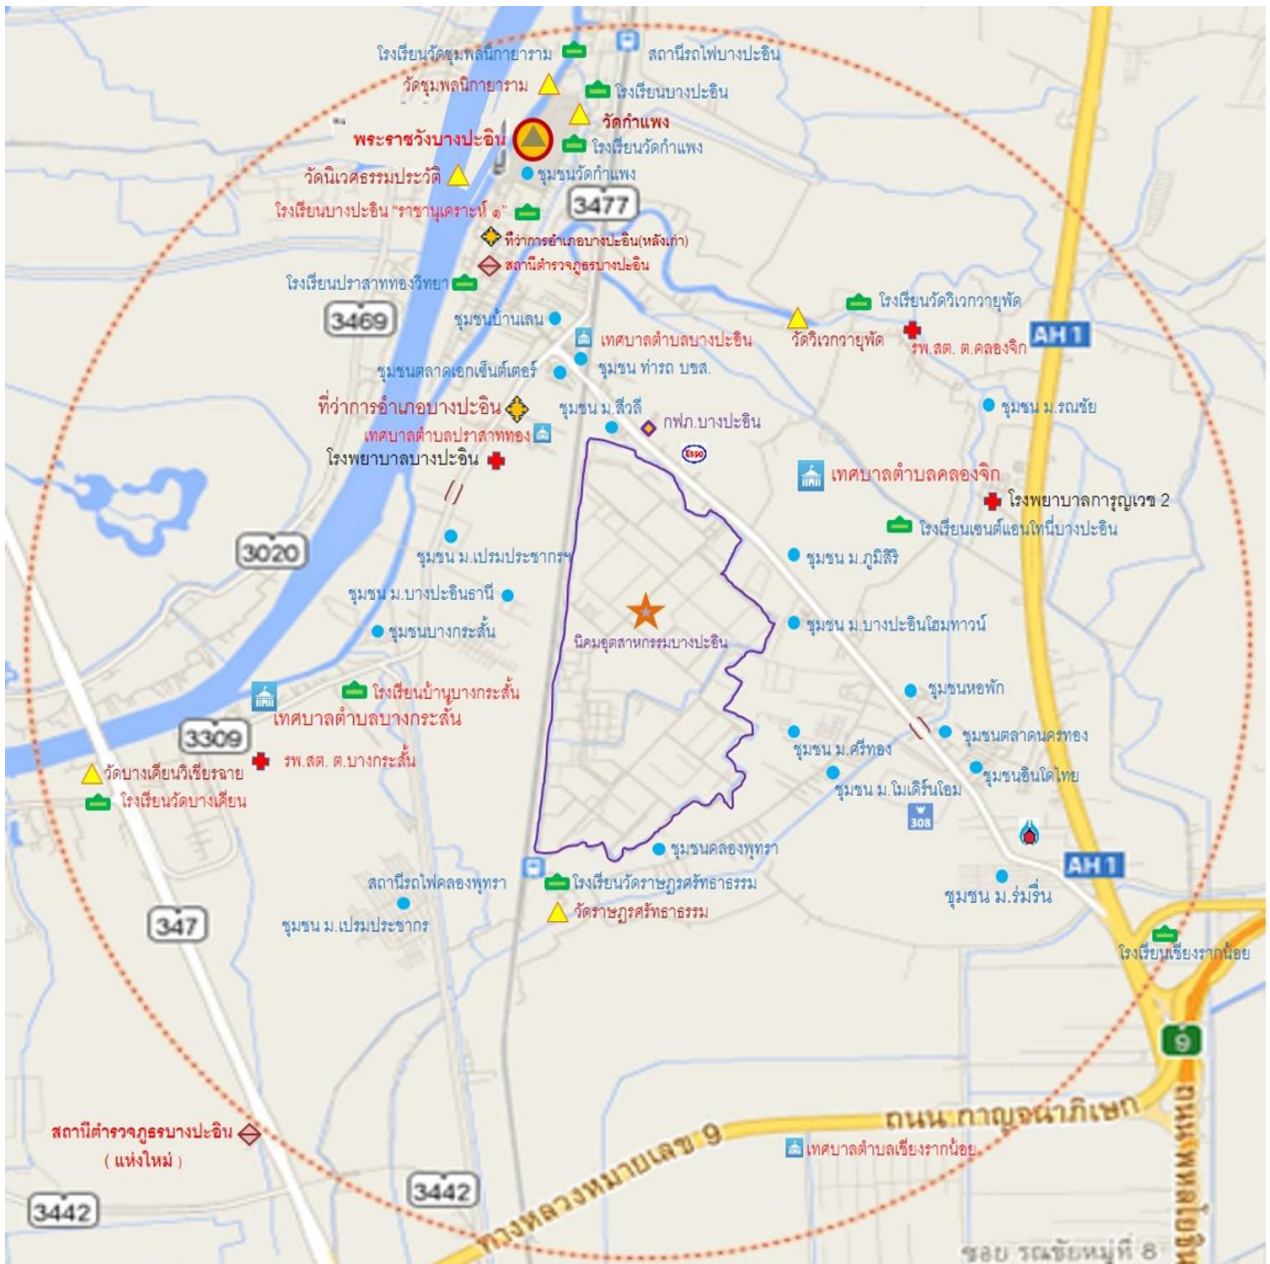 โรงเรียนวัดชุมพลนิกายาราม
สถานีรถไฟบางปะอิน
วัดชุมพลนิกายาราม
โรงเรียนบางปะอิน
วัดกำแพง
พระราชวังบางปะอิน
โรงเรียนวัดกำแพง
วัดนิเวศธรรมประวัติ
ชุมชนวัดกำแพง
3477
โรงเรียนบางปะอิน "ราชานุเคราะห์ ๑"
ที่ว่าการอำเภอบางปะอิน(หลังเก่า)
สถานีตำรวจภูธรบางปะอิน
โรงเรียนปราสาททองวิทยา
โรงเรียนวัดวิเวกวายุพัด
3469
ชุมชนบ้านเลน
วัดวิเวกวายุพัด
รพ.สต. ต.คลองจิก
AH 1
เทศบาลตำบลบางปะอิน
ชุมชน ท่ารถ บขส.
ชุมชนตลาดเอกเซ็นต์เตอร์
ที่ว่าการอำเภอบางปะอิน
ชุมชน ม.สิวลี
ชุมชน ม.รณชัย
กฟภ.บางปะอิน
เทศบาลตำบลปราสาททอง
Esso
โรงพยาบาลบางปะอิน
เทศบาลตำบลคลองจิก
โรงพยาบาลการุญเวช 2
โรงเรียนเซนต์แอนโทนี่บางปะอิน
3020
ชุมชน ม.เปรมประชากรฯ
ชุมชน ม.ภูมิสิริ
ชุมชน ม.บางปะอินธานี
ชุมชนบางกระสั้น
ชุมชน ม.บางปะอินโฮมทาวน์
นิคมอุตสาหกรรมบางปะอิน
โรงเรียนบ้านบางกระสั้น
ชุมชนหอพัก
เทศบาลตำบลบางกระสั้น
3309
ชุมชนตลาดนครทอง
ชุมชน ม.ศรีทอง
รพ.สต. ต.บางกระสั้น
วัดบางเคียนวิเชียรฉาย
ชุมชนอินโดไทย
ชุมชน ม.โมเดิร์นโฮม
โรงเรียนวัดบางเคียน
308
ชุมชนคลองพุทรา
AH 1
สถานีรถไฟคลองพุทรา
โรงเรียนวัดราษฎรศรัทธาธรรม
ชุมชน ม.ร่มรื่น
วัดราษฎรศรัทธาธรรม
347
ชุมชน ม.เปรมประชากร
โรงเรียนเชียงรากน้อย
9
ถนน กาญจนาภิเษก
สถานีตำรวจภูธรบางปะอิน
( แห่งใหม่ )
ทางหลวงหมายเลข 9
เทศบาลตำบลเชียงรากน้อย
ถนนพหลโยธิน
3442
3442
ซอย รณชัยหมู่ที่ 8